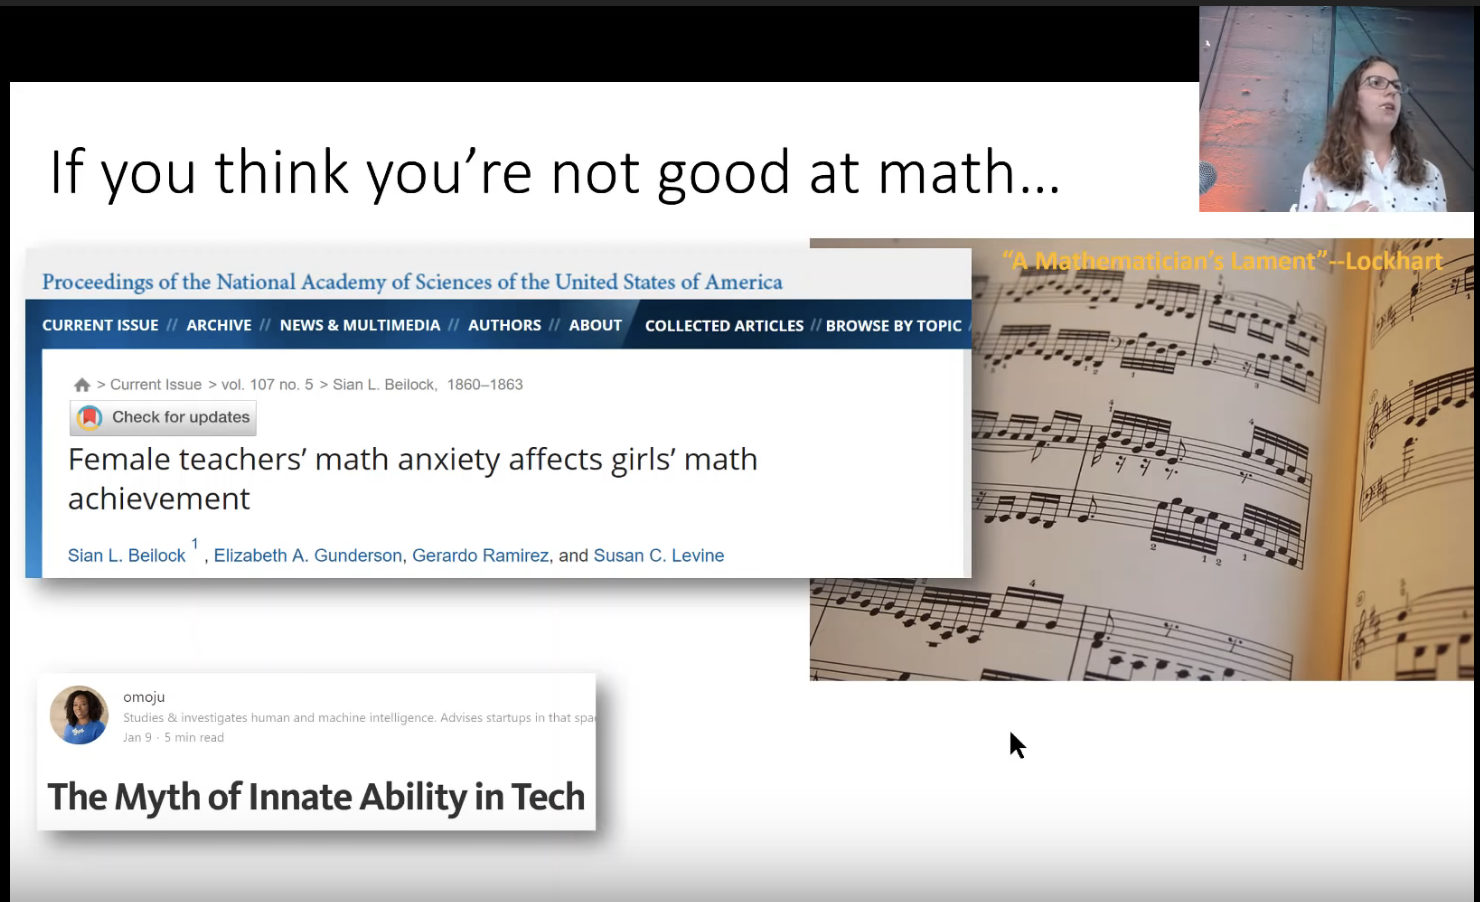 If you think you're not good at math...
"A Mathematician's Lament"--Lockhart
Proceedings of the National Academy of Sciences of the United States of America
CURRENT ISSUE // ARCHIVE // NEWS & MULTIMEDIA // AUTHORS // ABOUT COLLECTED ARTICLES // BROWSE BY TOPIC
> Current Issue > vol. 107 no. 5 > Sian L. Beilock, 1860–1863
Check for updates
Female teachers' math anxiety affects girls' math
achievement
Sian L. Beilock 1 , Elizabeth A. Gunderson, Gerardo Ramirez, and Susan C. Levine
omoju
Studies & investigates human and machine intelligence. Advises startups in that spa
Jan 9 · 5 min read
The Myth of Innate Ability in Tech